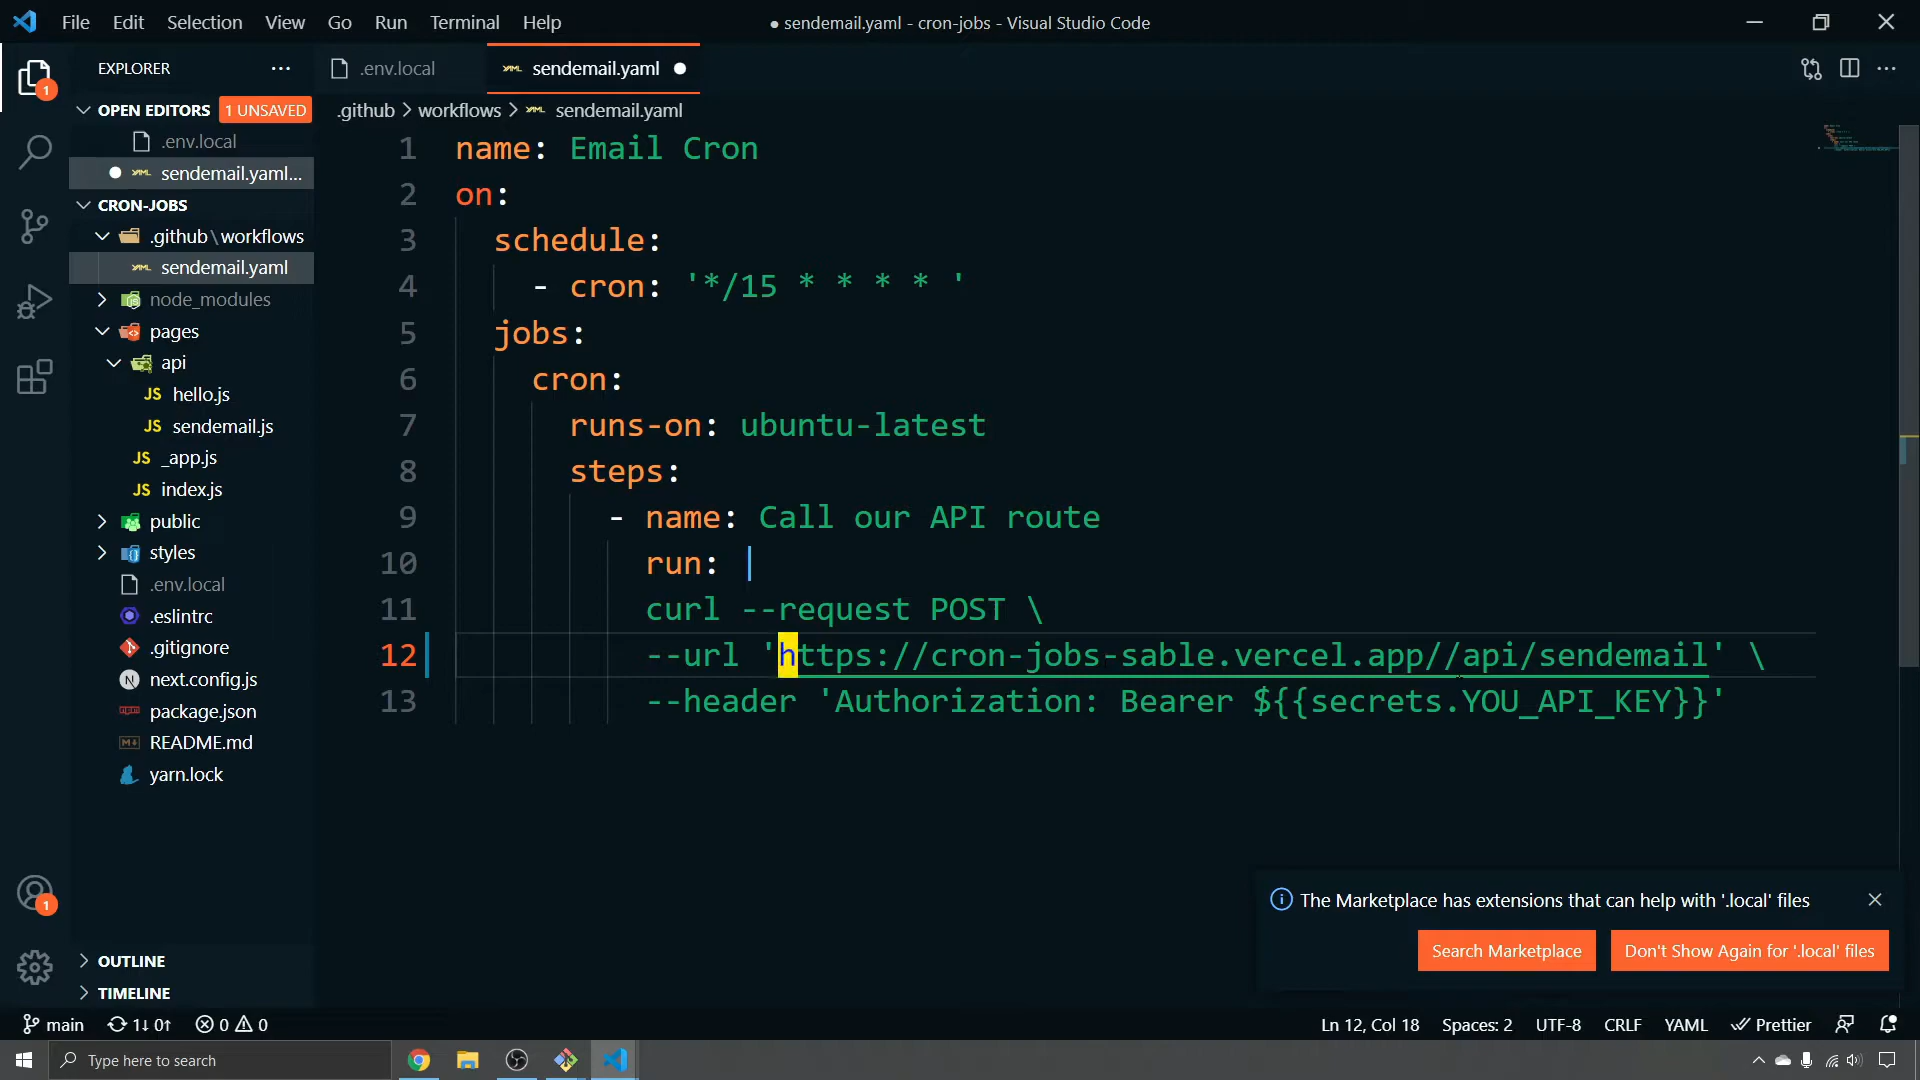 File Edit Selection View Go Run Terminal Help
● sendemail.yaml - cron-jobs - Visual Studio Code
EXPLORER
.env.local
sendemail.yaml
OPEN EDITORS
1 UNSAVED
.env.local
sendemail.yaml...
CRON-JOBS
.github\workflows
sendemail.yaml
node_modules
pages
api
JS hello.js
JS sendemail.js
JS _app.js
JS index.js
public
styles
.env.local
.eslintrc
.gitignore
next.config.js
package.json
README.md
yarn.lock
OUTLINE
TIMELINE
1
1
.github > workflows > sendemail.yaml
1 name: Email Cron
2 on:
3 schedule:
4 - cron: '*/15 * * * * '
5 jobs:
6 cron:
7 runs-on: ubuntu-latest
8 steps:
9 - name: Call our API route
10 run: |
11 curl --request POST \
12 --url 'https://cron-jobs-sable.vercel.app//api/sendemail' \
13 --header 'Authorization: Bearer ${{secrets.YOU_API_KEY}}'
The Marketplace has extensions that can help with '.local' files
Search Marketplace
Don't Show Again for '.local' files
main 1↓ 0↑ 0 0
Ln 12, Col 18 Spaces: 2 UTF-8 CRLF YAML Prettier
Type here to search